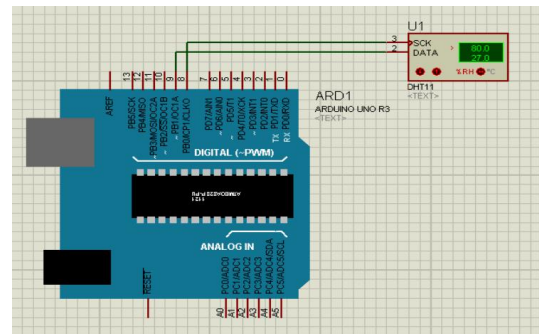 U1
3
SCK
2
DATA
80.0
27.0
%RH
°C
DHT11
<TEXT>
ARD1
ARDUINO UNO R3
<TEXT>
13
12
11
10
9
8
7
6
5
4
3
2
1
0
AREF
PB5/SCK
PB4/MISO
~PB3/MOSI/OC2A
~PB2/SS/OC1B
~PB1/OC1A
PB0/ICP1/CLKO
PD7/AIN1
~PD6/AIN0
~PD5/T1
PD4/T0/XCK
~PD3/INT1
PD2/INT0
TX PD1/TXD
RX PD0/RXD
DIGITAL (~PWM)
1121
ANALOG IN
RESET
PC0/ADC0
PC1/ADC1
PC2/ADC2
PC3/ADC3
PC4/ADC4/SDA
PC5/ADC5/SCL
A0
A1
A2
A3
A4
A5